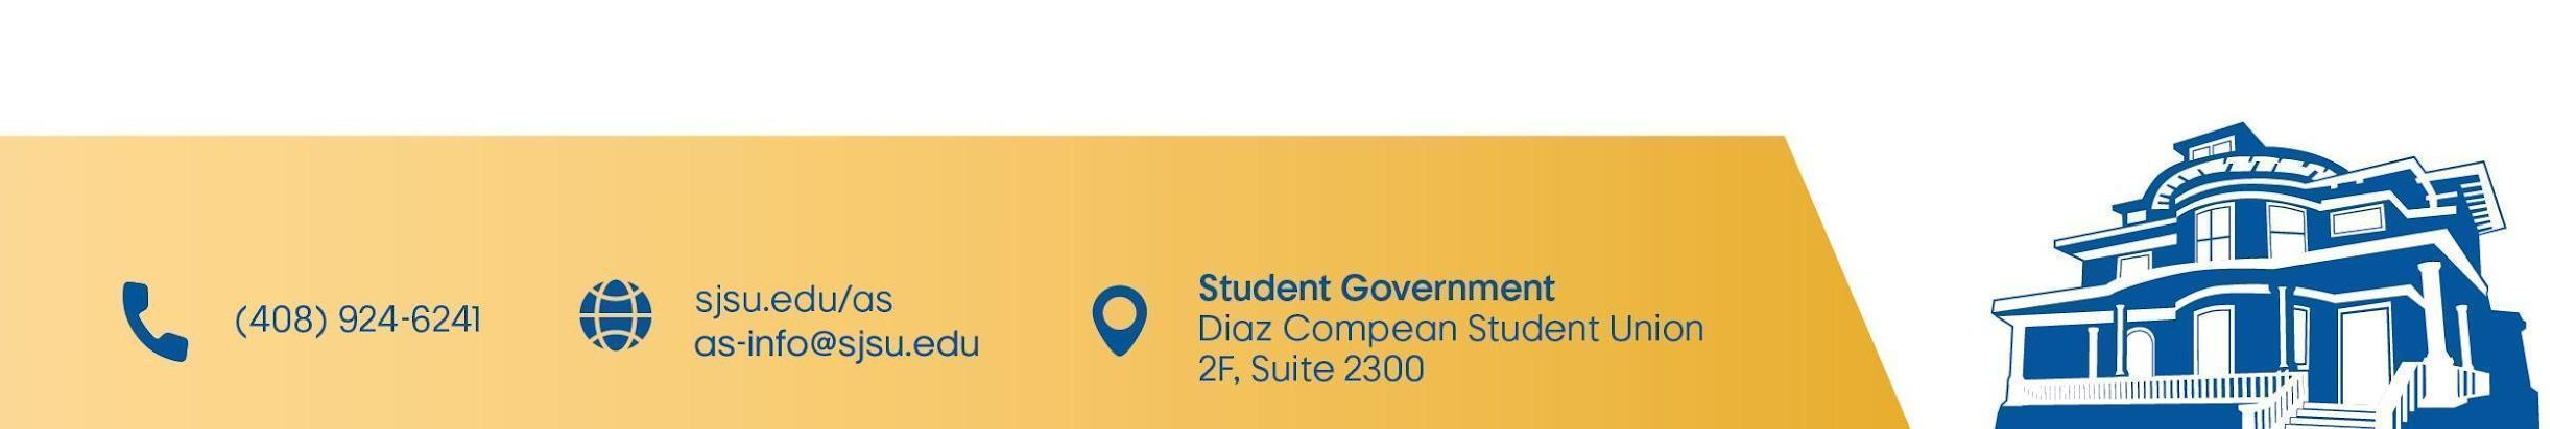 (408) 924-6241
sjsu.edu/as
as-info@sjsu.edu
Student Government
Diaz Compean Student Union
2F, Suite 2300